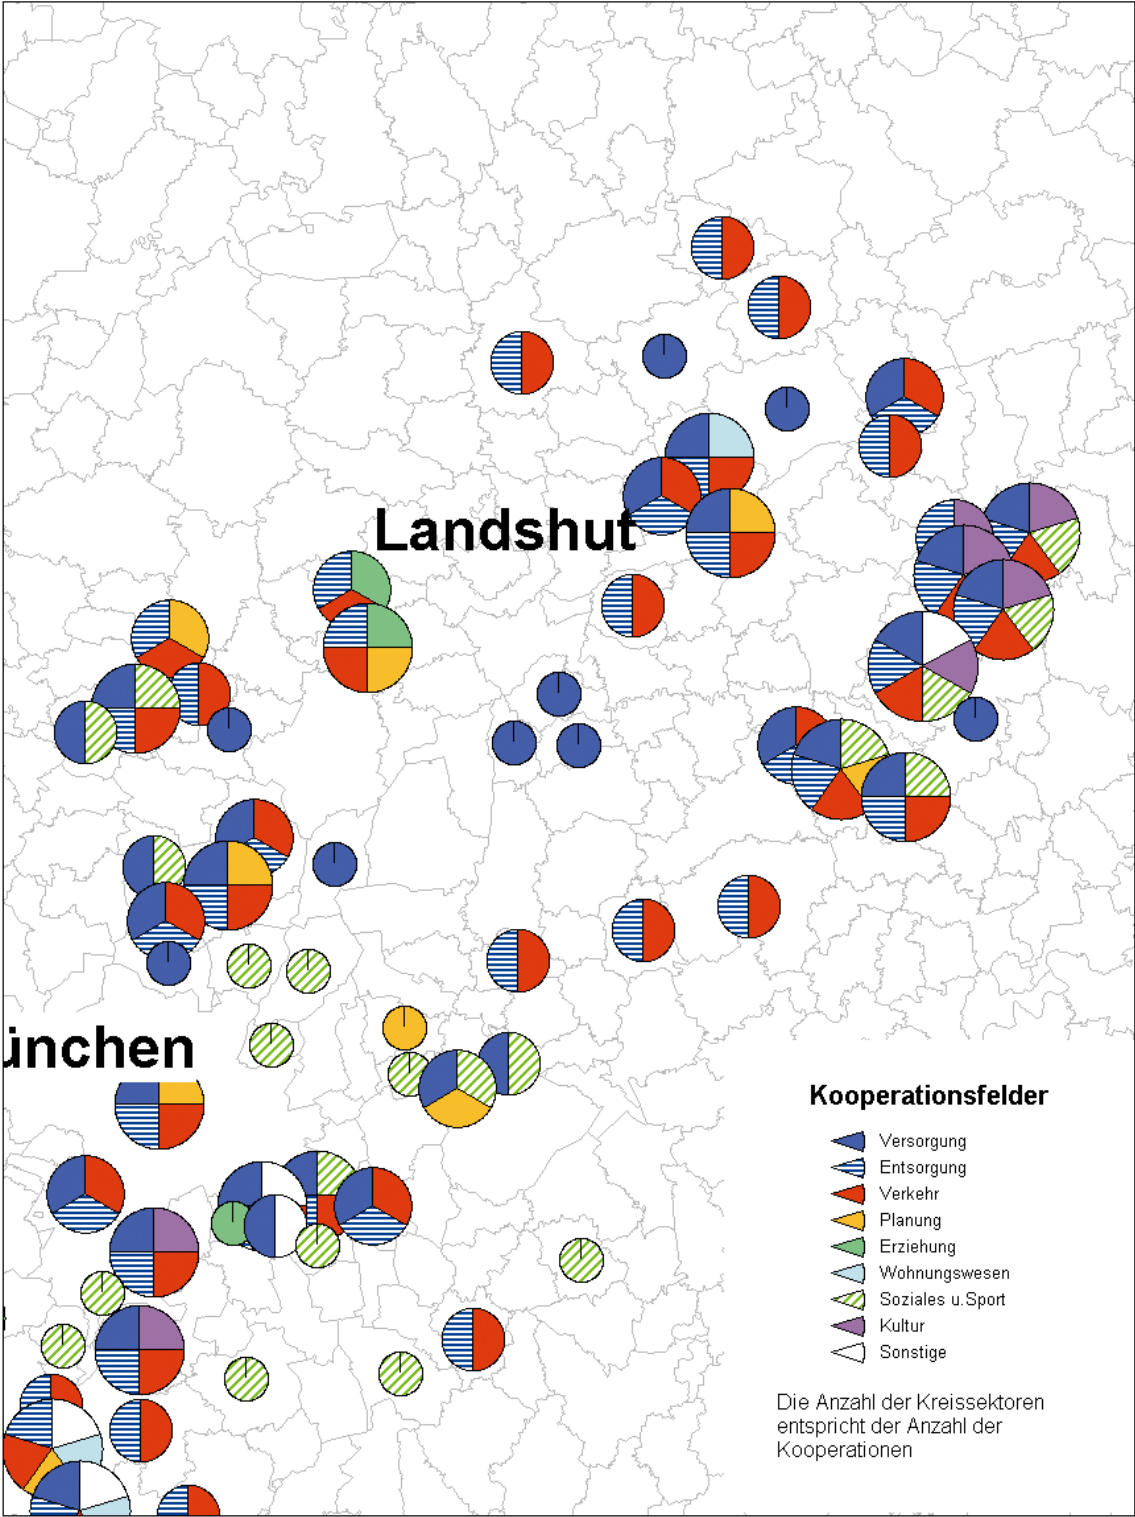 Landshut
ünchen
Kooperationsfelder
Versorgung
Entsorgung
Verkehr
Planung
Erziehung
Wohnungswesen
Soziales u.Sport
Kultur
Sonstige
Die Anzahl der Kreissektoren
entspricht der Anzahl der
Kooperationen